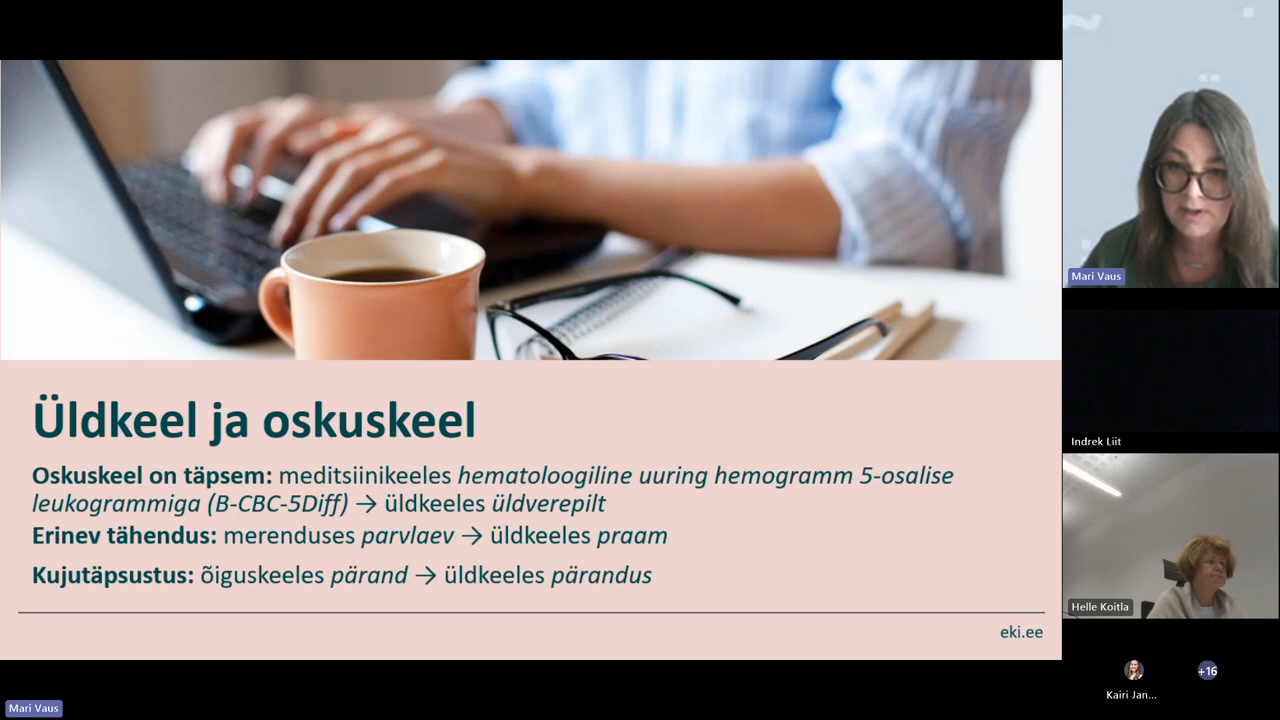 Üldkeel ja oskuskeel
Oskuskeel on täpsem: meditsiinikeeles hematoloogiline uuring hemogramm 5-osalise
leukogrammiga (B-CBC-5Diff) → üldkeeles üldverepilt
Erinev tähendus: merenduses parvlaev → üldkeeles praam
Kujutäpsustus: õiguskeeles pärand → üldkeeles pärandus
eki.ee
Mari Vaus
Mari Vaus
Indrek Liit
Helle Koitla
+16
Kairi Jan...